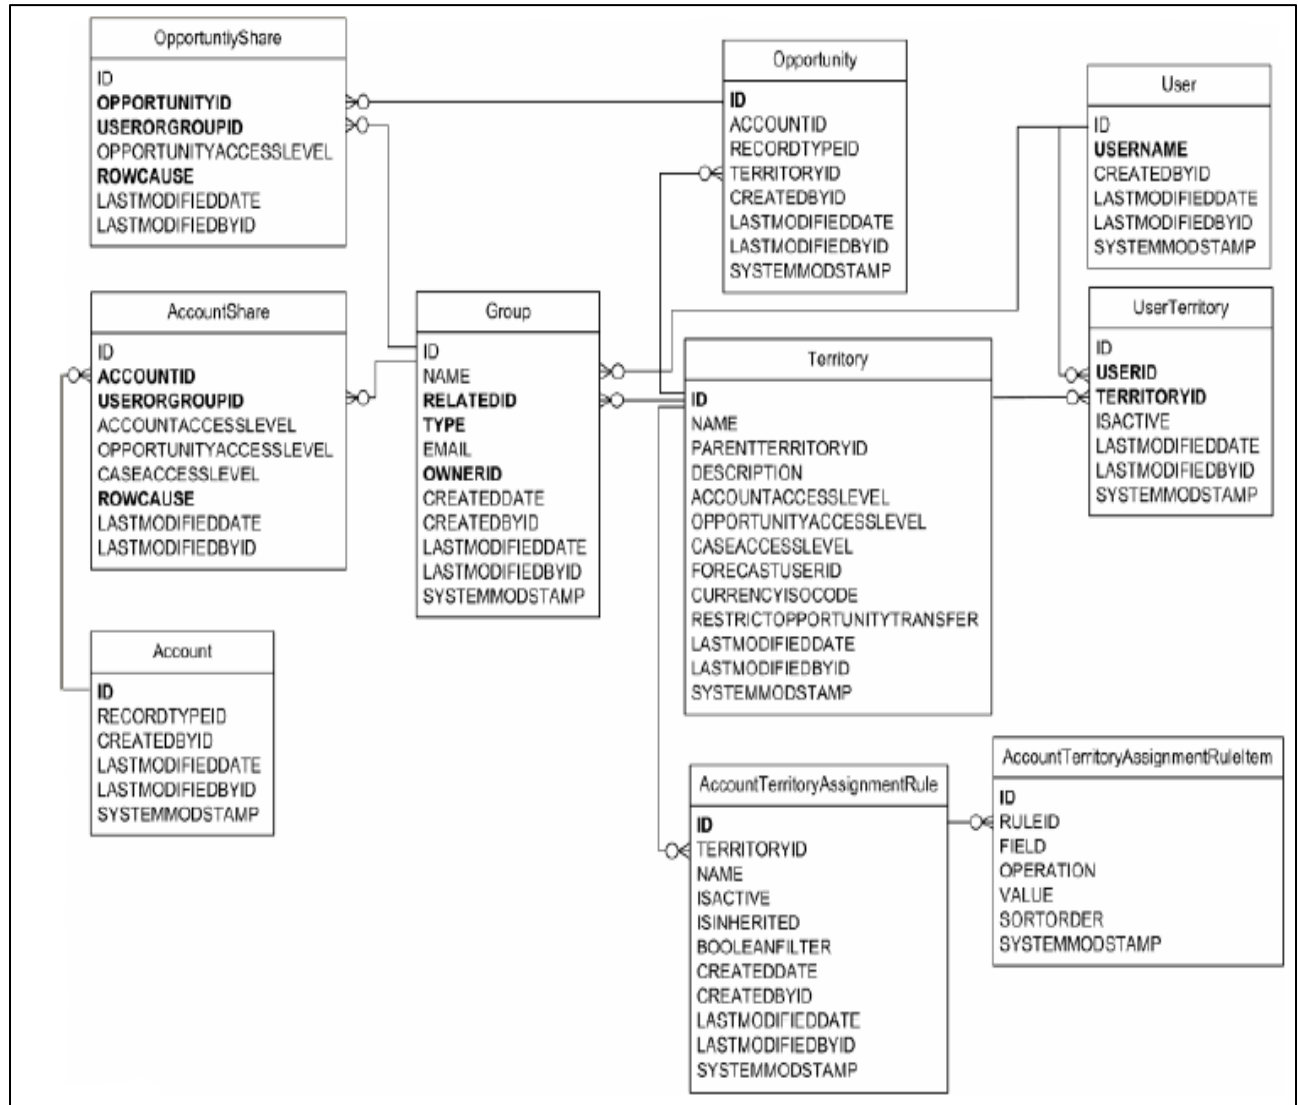 OpportuntiyShare
ID
OPPORTUNITYID
USERORGROUPID
OPPORTUNITYACCESSLEVEL
ROWCAUSE
LASTMODIFIEDDATE
LASTMODIFIEDBYID
Opportunity
ID
ACCOUNTID
RECORDTYPEID
TERRITORYID
CREATEDBYID
LASTMODIFIEDDATE
LASTMODIFIEDBYID
SYSTEMMODSTAMP
User
ID
USERNAME
CREATEDBYID
LASTMODIFIEDDATE
LASTMODIFIEDBYID
SYSTEMMODSTAMP
AccountShare
ID
ACCOUNTID
USERORGROUPID
ACCOUNTACCESSLEVEL
OPPORTUNITYACCESSLEVEL
CASEACCESSLEVEL
ROWCAUSE
LASTMODIFIEDDATE
LASTMODIFIEDBYID
Group
ID
NAME
RELATEDID
TYPE
EMAIL
OWNERID
CREATEDDATE
CREATEDBYID
LASTMODIFIEDDATE
LASTMODIFIEDBYID
SYSTEMMODSTAMP
Territory
ID
NAME
PARENTTERRITORYID
DESCRIPTION
ACCOUNTACCESSLEVEL
OPPORTUNITYACCESSLEVEL
CASEACCESSLEVEL
FORECASTUSERID
CURRENCYISOCODE
RESTRICTOPPORTUNITYTRANSFER
LASTMODIFIEDDATE
LASTMODIFIEDBYID
SYSTEMMODSTAMP
UserTerritory
ID
USERID
TERRITORYID
ISACTIVE
LASTMODIFIEDDATE
LASTMODIFIEDBYID
SYSTEMMODSTAMP
Account
ID
RECORDTYPEID
CREATEDBYID
LASTMODIFIEDDATE
LASTMODIFIEDBYID
SYSTEMMODSTAMP
AccountTerritoryAssignmentRule
ID
TERRITORYID
NAME
ISACTIVE
ISINHERITED
BOOLEANFILTER
CREATEDDATE
CREATEDBYID
LASTMODIFIEDDATE
LASTMODIFIEDBYID
SYSTEMMODSTAMP
AccountTerritoryAssignmentRuleItem
ID
RULEID
FIELD
OPERATION
VALUE
SORTORDER
SYSTEMMODSTAMP